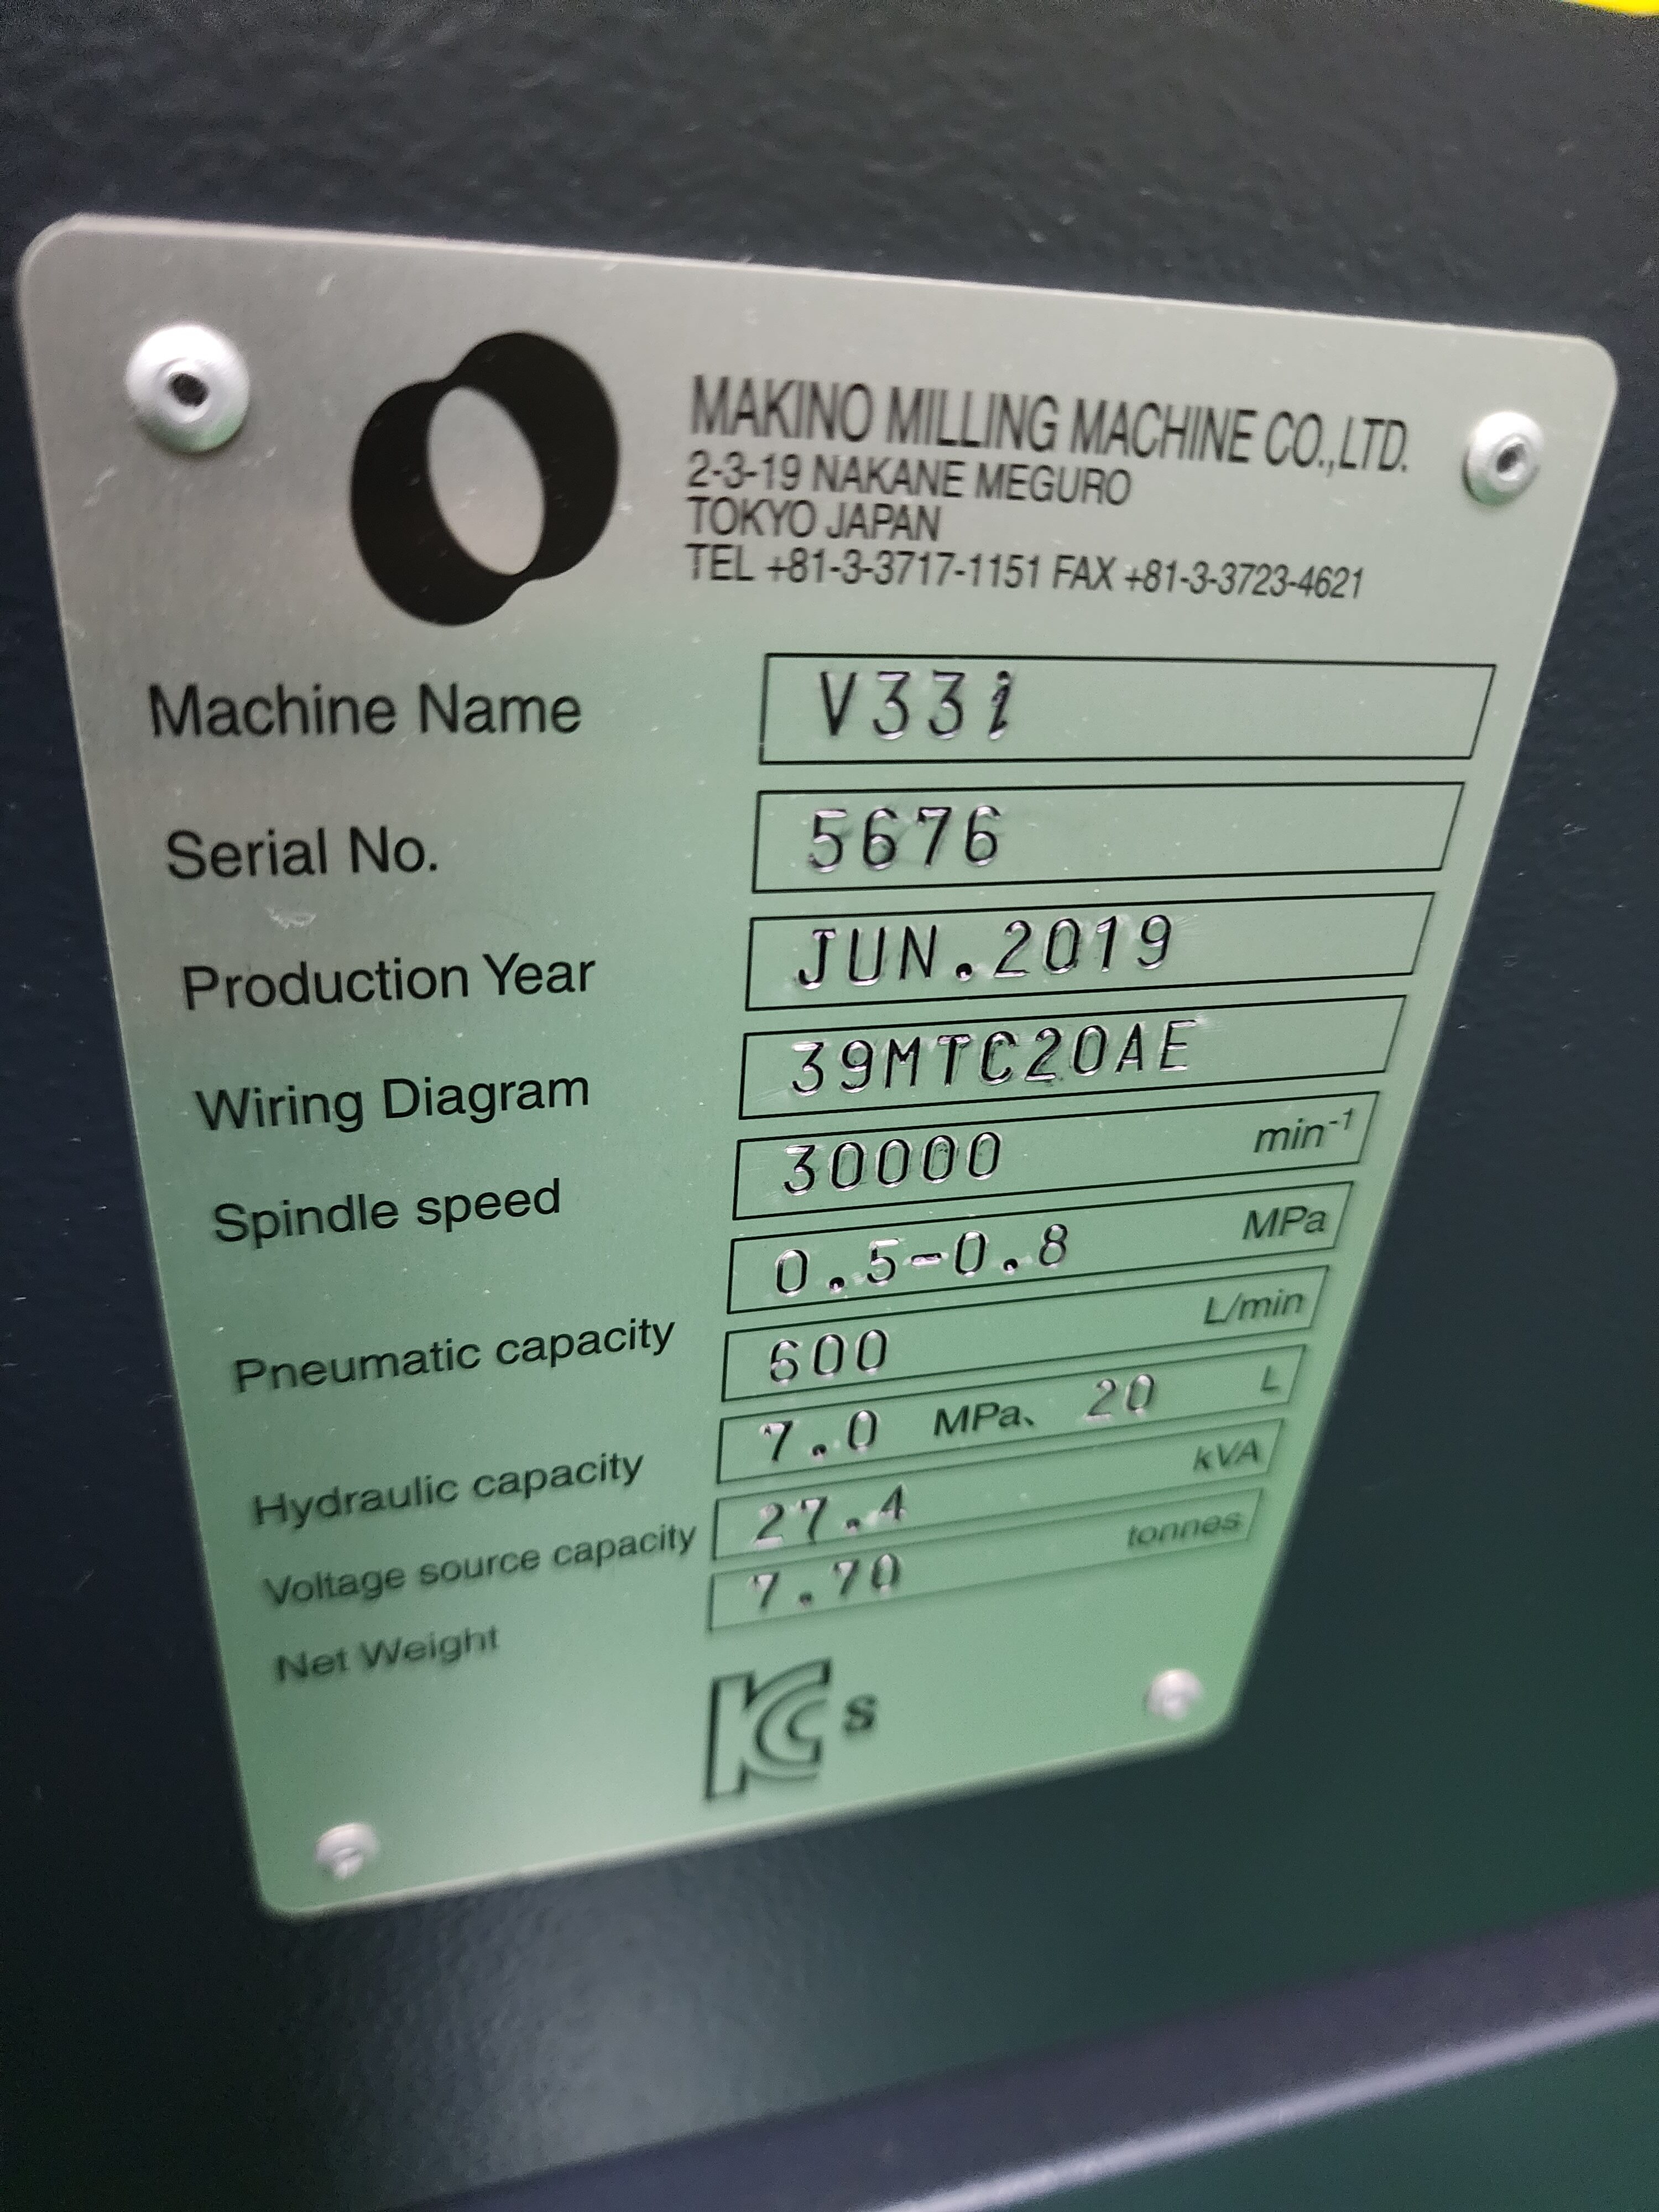 MAKINO MILLING MACHINE CO.,LTD.
2-3-19 NAKANE MEGURO
TOKYO JAPAN
TEL +81-3-3717-1151 FAX +81-3-3723-4621
Machine Name V33i
Serial No. 5676
Production Year JUN.2019
Wiring Diagram 39MTC20AE
Spindle speed 30000 min⁻¹
Pneumatic capacity 0.5-0.8 MPa
600 L/min
Hydraulic capacity 7.0 MPa、 20 L
Voltage source capacity 27.4 kVA
Net Weight 7.70 tonnes
KC s